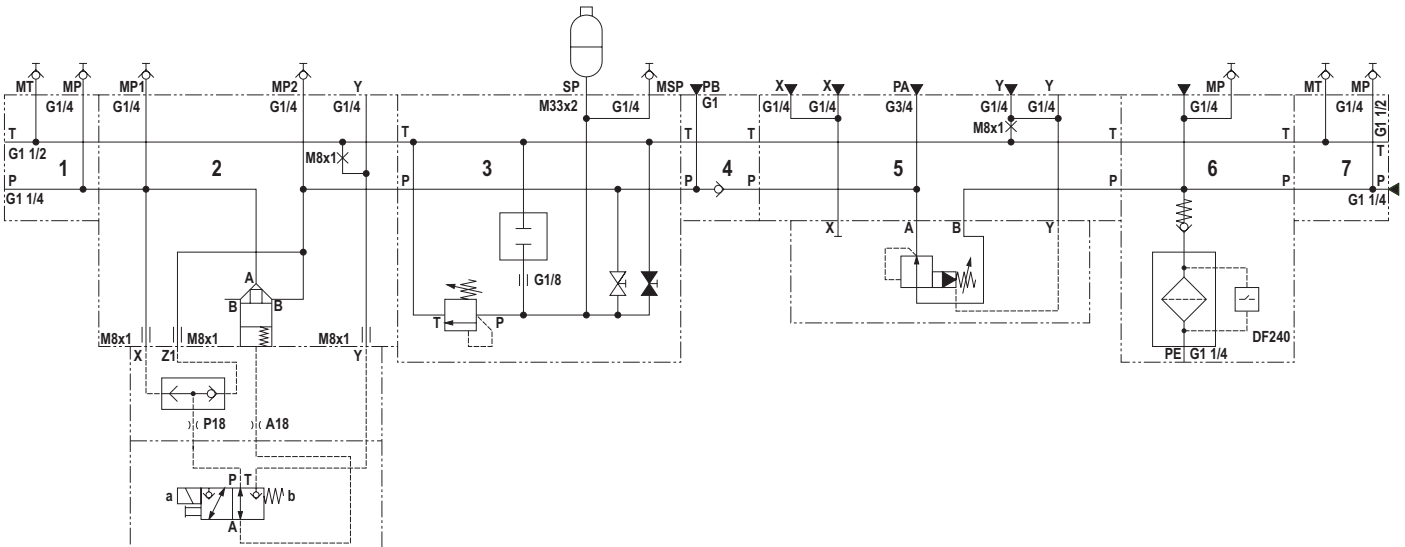 SP
MT MP MP1 MP2 Y MSP PB X X PA Y Y MP MT MP
G1/4 G1/4 G1/4 G1/4 M33x2 G1/4 G1 G1/4 G1/4 G3/4 G1/4 G1/4 G1/4 G1/4 G1 1/2
M8x1
T T T T T T T
G1 1/2
M8x1
1 2 3 4 5 6 7
P P P P P P P
G1 1/4 G1 1/4
X A B Y
A G1/8
B B
T P
M8x1 M8x1 M8x1 DF240
X Z1 Y PE G1 1/4
P18 A18
P T
a b
A